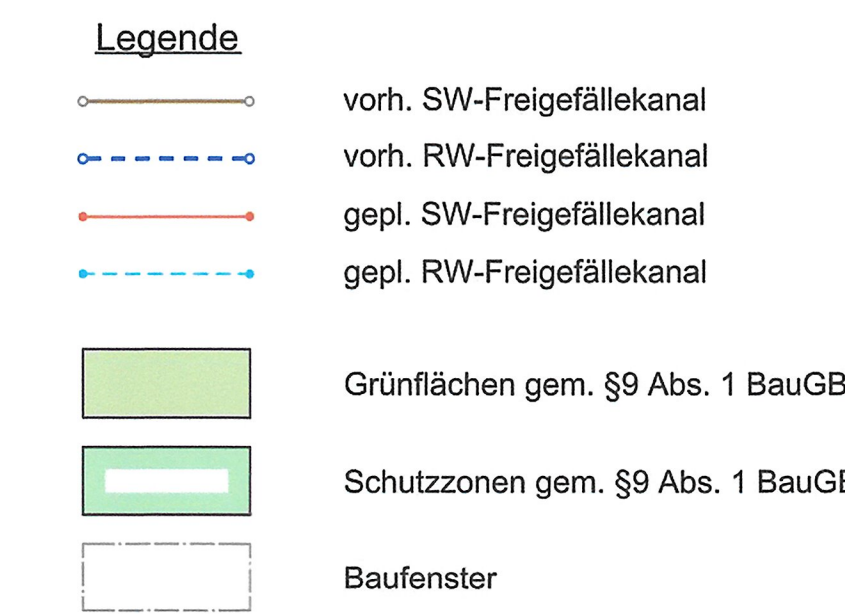 Legende
vorh. SW-Freigefällekanal
vorh. RW-Freigefällekanal
gepl. SW-Freigefällekanal
gepl. RW-Freigefällekanal
Grünflächen gem. §9 Abs. 1 BauGB
Schutzzonen gem. §9 Abs. 1 BauGB
Baufenster